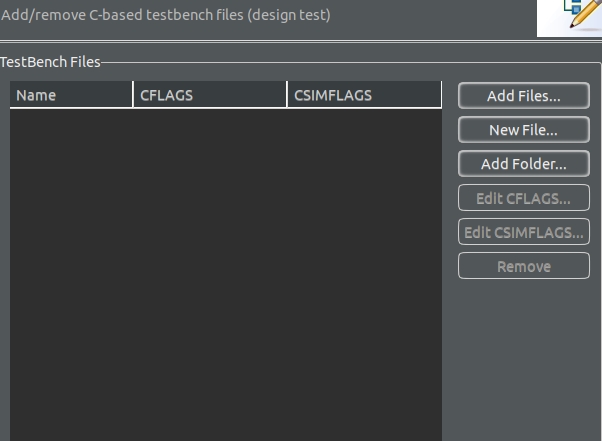 Add/remove C-based testbench files (design test)
TestBench Files
Name CFLAGS CSIMFLAGS
Add Files...
New File...
Add Folder...
Edit CFLAGS...
Edit CSIMFLAGS...
Remove